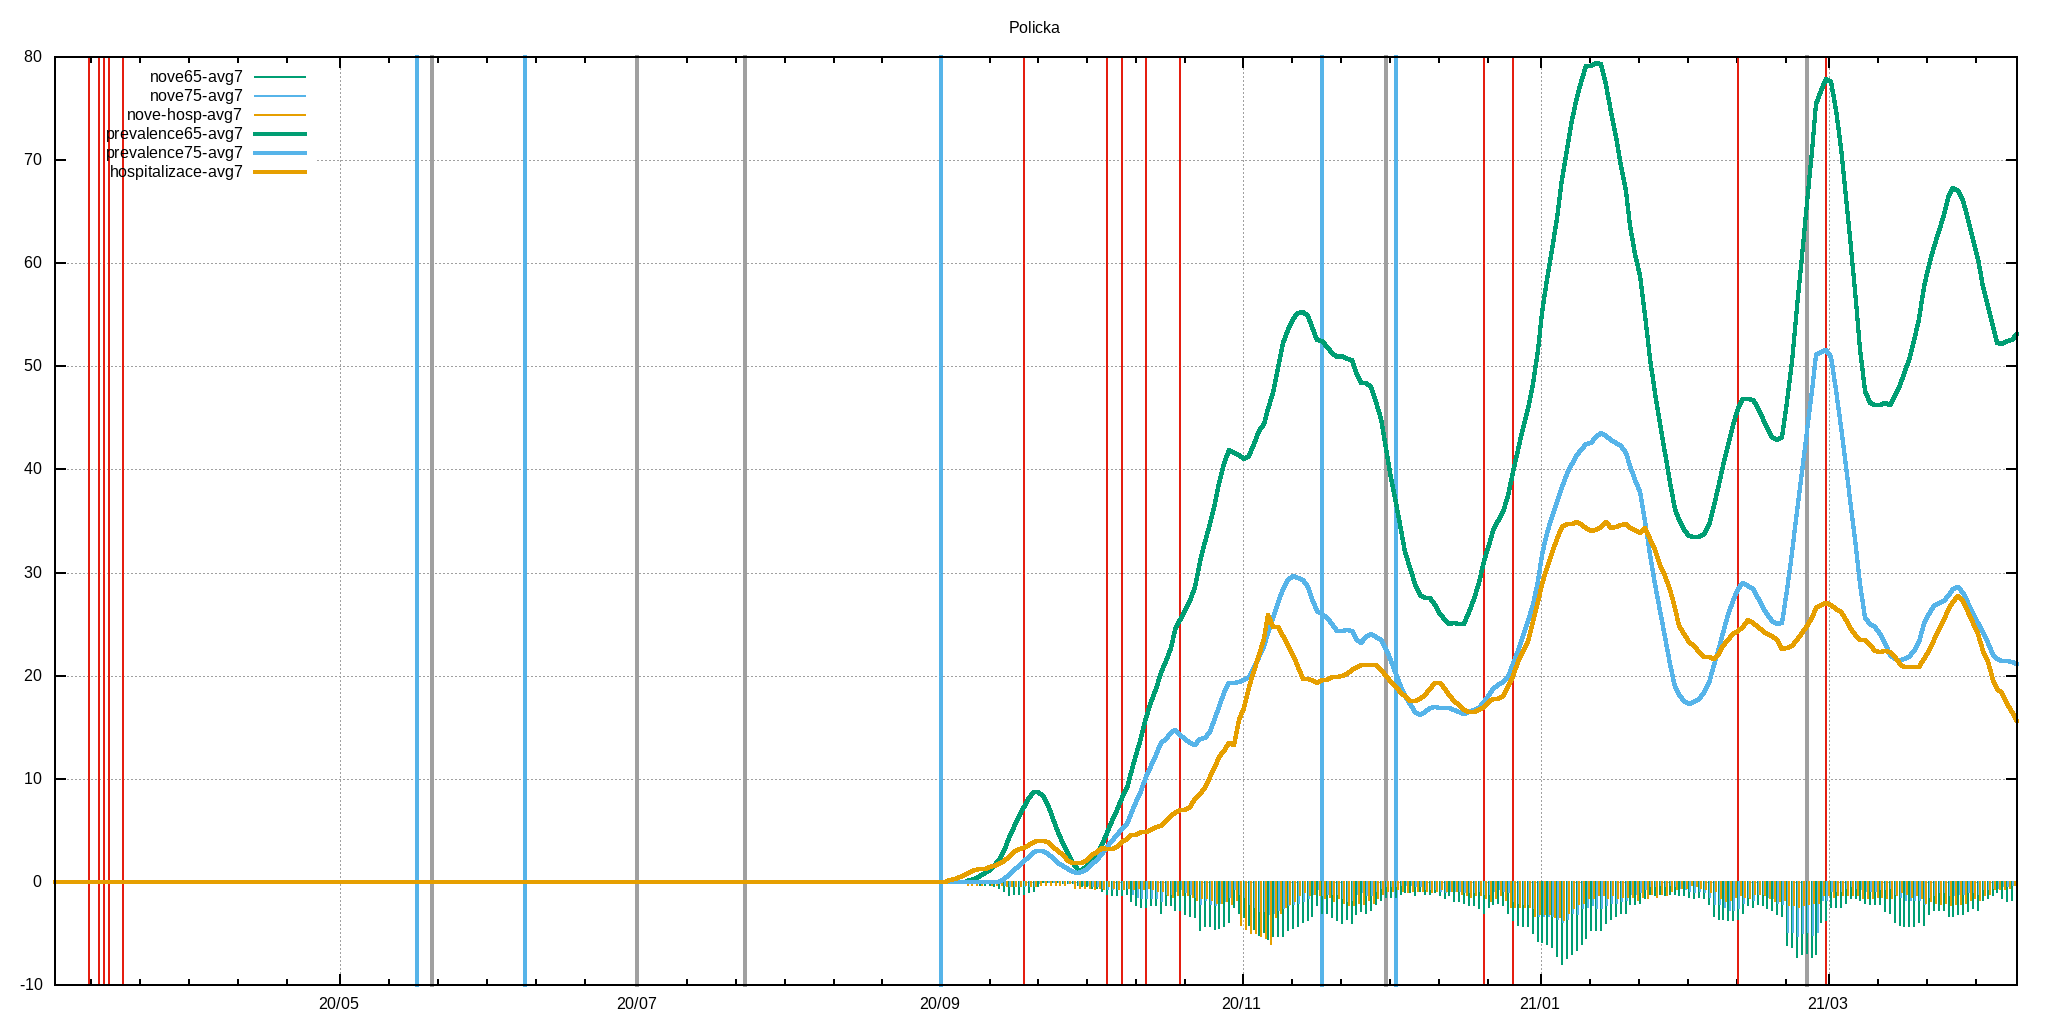 Policka
80
nove65-avg7
nove75-avg7
nove-hosp-avg7
prevalence65-avg7
prevalence75-avg7
hospitalizace-avg7
70
60
50
40
30
20
10
0
-10
20/05 20/07 20/09 20/11 21/01 21/03